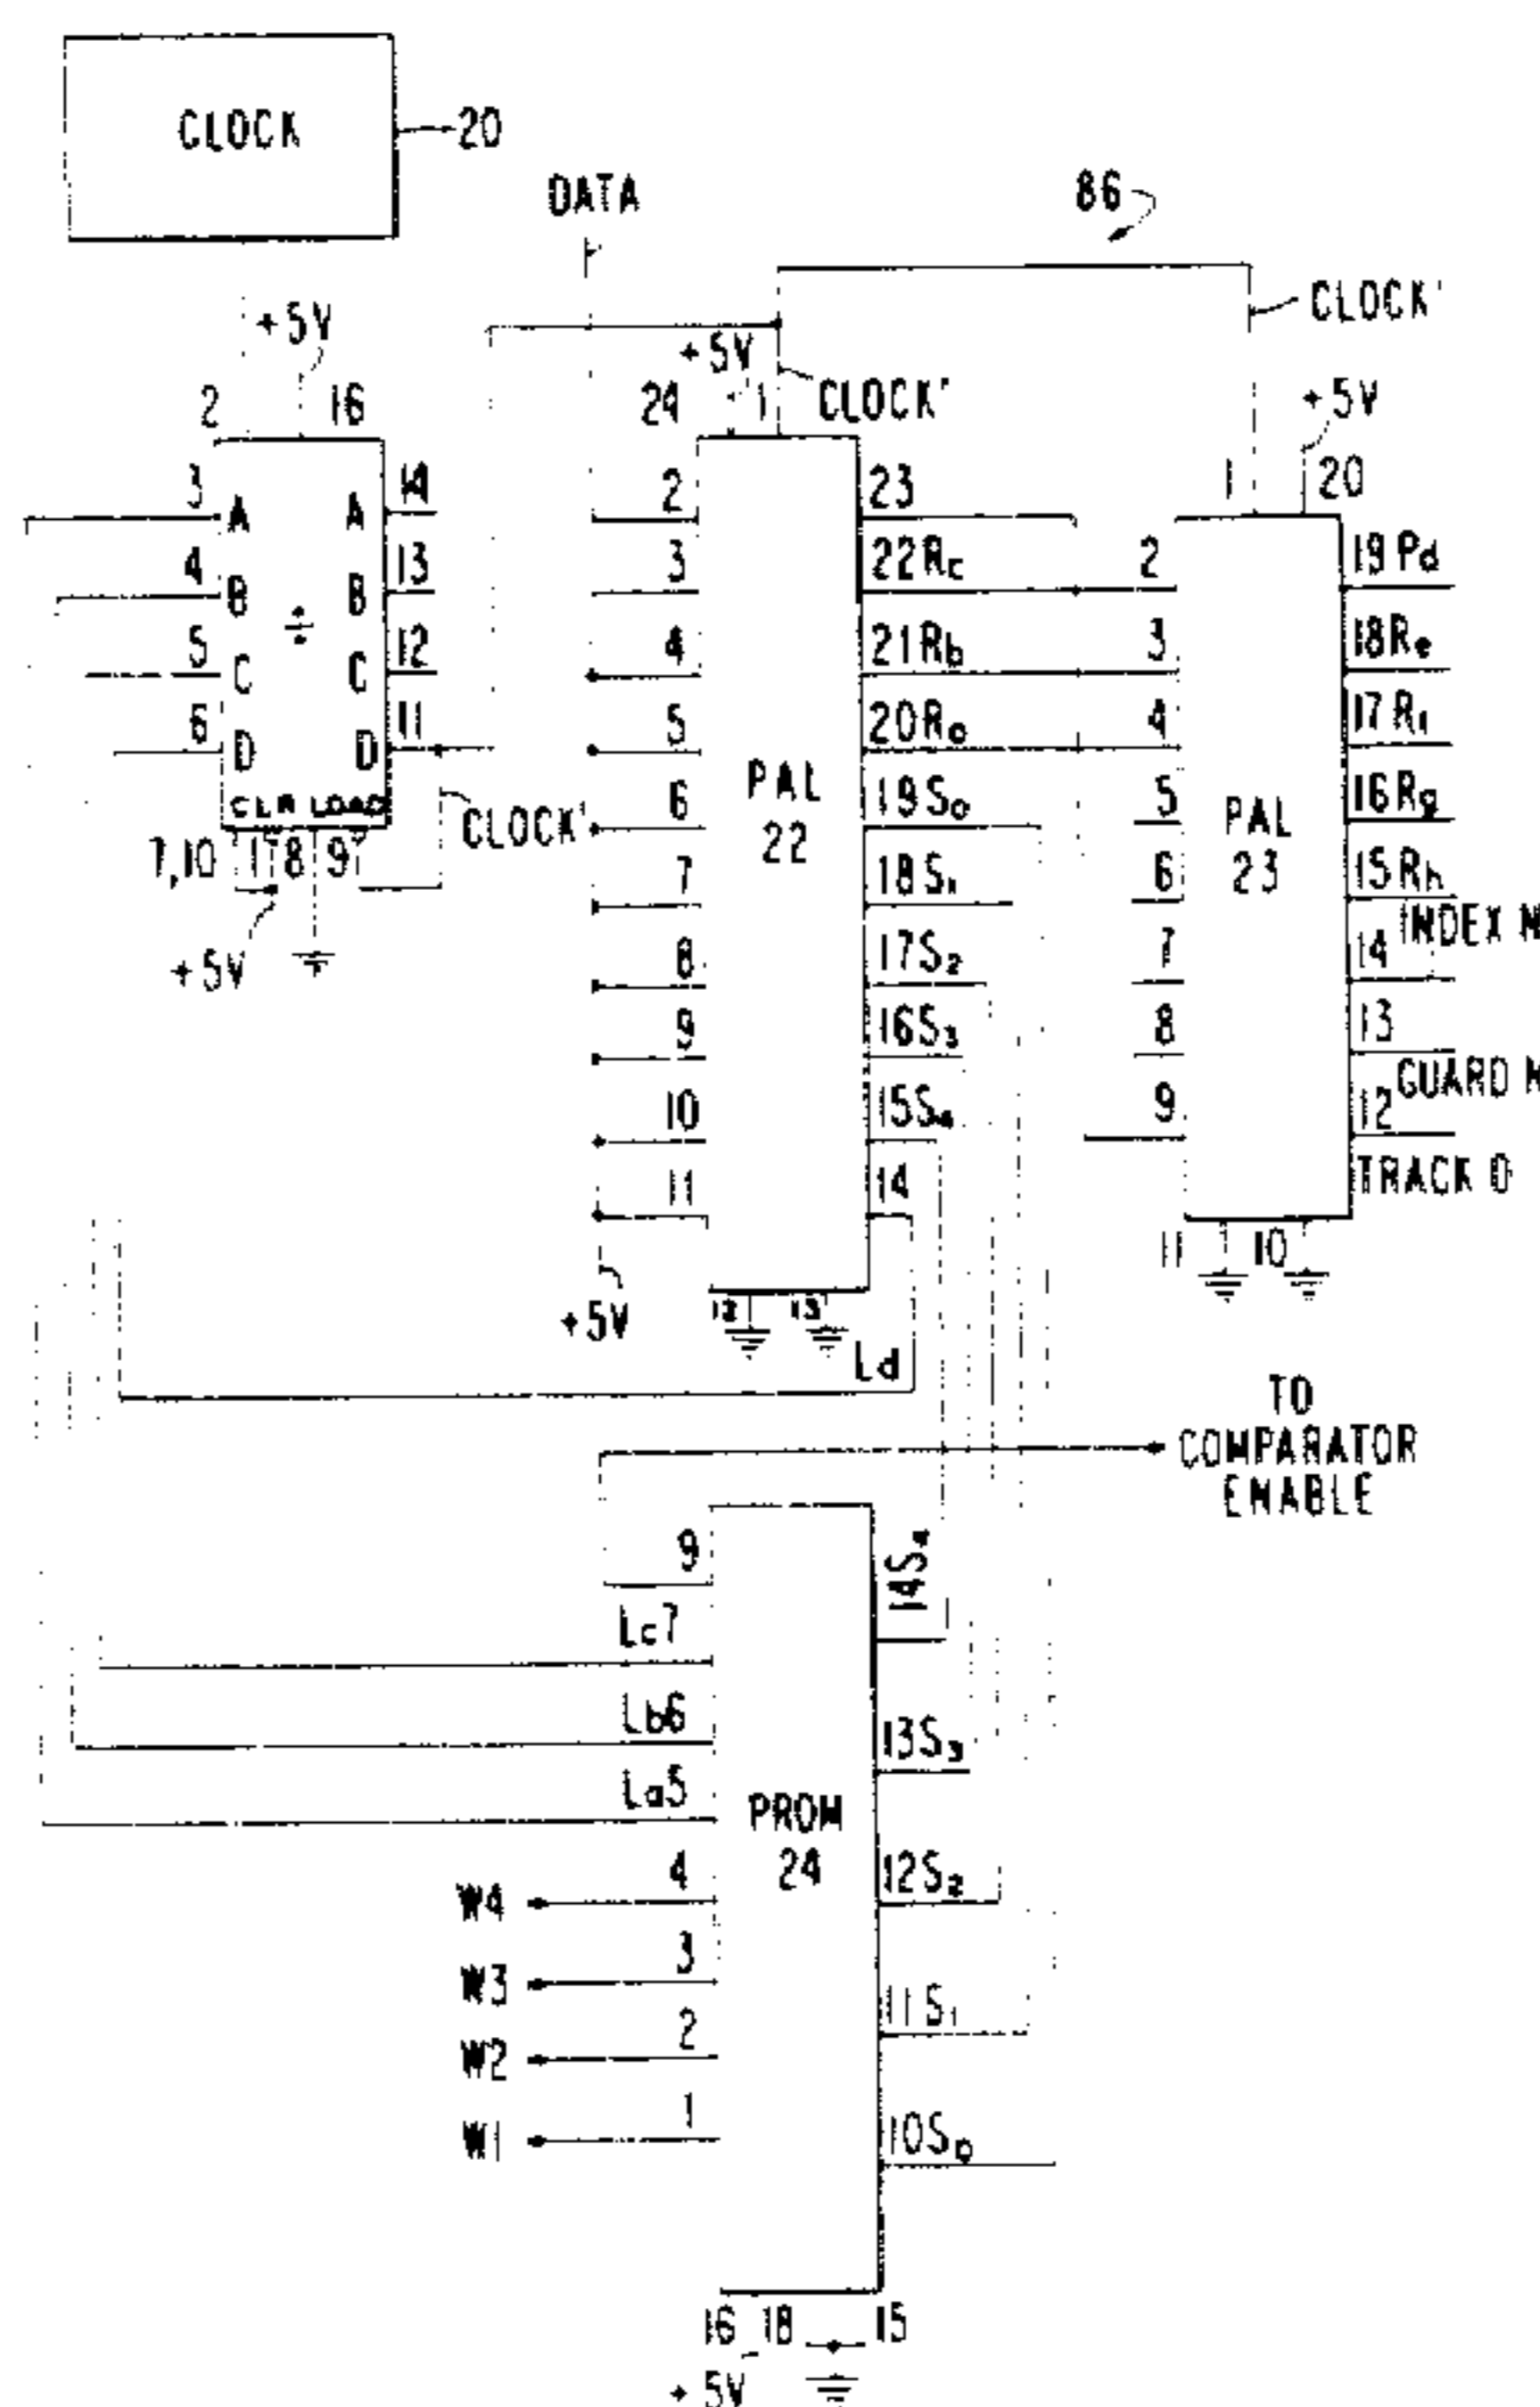 CLOCK
20
DATA
86
CLOCK'
+5V
+5V
+5V
2 16
24 1 CLOCK'
1 20
3 A A 14
4 B ÷ B 13
5 C C 12
6 D D 11
CLR LOAD
7,10 1 8 9
CLOCK'
+5V
2 23
3 22Rc
4 21Rb
5 20Ra
6 19S0
7 18S1
8 17S2
9 16S3
10 15S4
11 14
PAL
22
+5V
12 13
Ld
2 19Pd
3 18Re
4 17Rf
5 16Rg
6 15Rh
7 14 INDEX M
8 13
9 12 GUARD M
TRACK 0
PAL
23
11 10
TO
COMPARATOR
ENABLE
9 14S4
Lc7
Lb6 13S3
La5
PROM
24
W4 4 12S2
W3 3
W2 2 11S1
W1 1 10S0
16 18 15
+5V